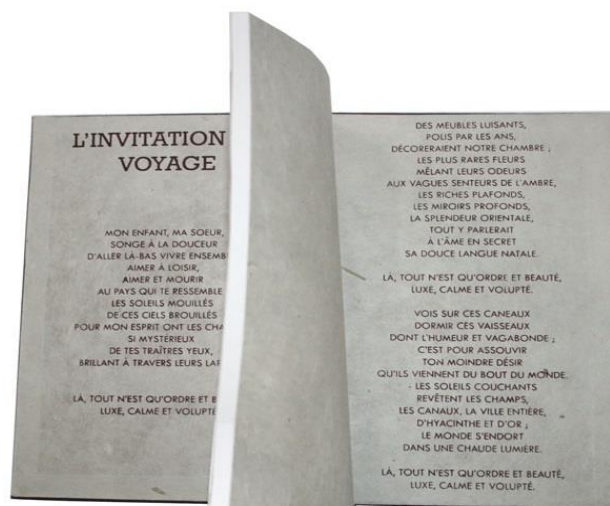 L'INVITATION
VOYAGE
MON ENFANT, MA SOEUR,
SONGE À LA DOUCEUR
D'ALLER LÀ-BAS VIVRE ENSEMB
AIMER À LOISIR,
AIMER ET MOURIR
AU PAYS QUI TE RESSEMBLE
LES SOLEILS MOUILLÉS
DE CES CIELS BROUILLÉS
POUR MON ESPRIT ONT LES CHA
SI MYSTÉRIEUX
DE TES TRAÎTRES YEUX,
BRILLANT À TRAVERS LEURS LAR
LÀ, TOUT N'EST QU'ORDRE ET B
LUXE, CALME ET VOLUPTÉ
DES MEUBLES LUISANTS,
POLIS PAR LES ANS,
DÉCORERAIENT NOTRE CHAMBRE ;
LES PLUS RARES FLEURS
MÊLANT LEURS ODEURS
AUX VAGUES SENTEURS DE L'AMBRE,
LES RICHES PLAFONDS,
LES MIROIRS PROFONDS,
LA SPLENDEUR ORIENTALE,
TOUT Y PARLERAIT
À L'ÂME EN SECRET
SA DOUCE LANGUE NATALE.
LÀ, TOUT N'EST QU'ORDRE ET BEAUTÉ,
LUXE, CALME ET VOLUPTÉ.
VOIS SUR CES CANEAUX
DORMIR CES VAISSEAUX
DONT L'HUMEUR ET VAGABONDE ;
C'EST POUR ASSOUVIR
TON MOINDRE DÉSIR
QU'ILS VIENNENT DU BOUT DU MONDE.
- LES SOLEILS COUCHANTS
REVÊTENT LES CHAMPS,
LES CANAUX, LA VILLE ENTIÈRE,
D'HYACINTHE ET D'OR ;
LE MONDE S'ENDORT
DANS UNE CHAUDE LUMIÈRE.
LÀ, TOUT N'EST QU'ORDRE ET BEAUTÉ,
LUXE, CALME ET VOLUPTÉ.